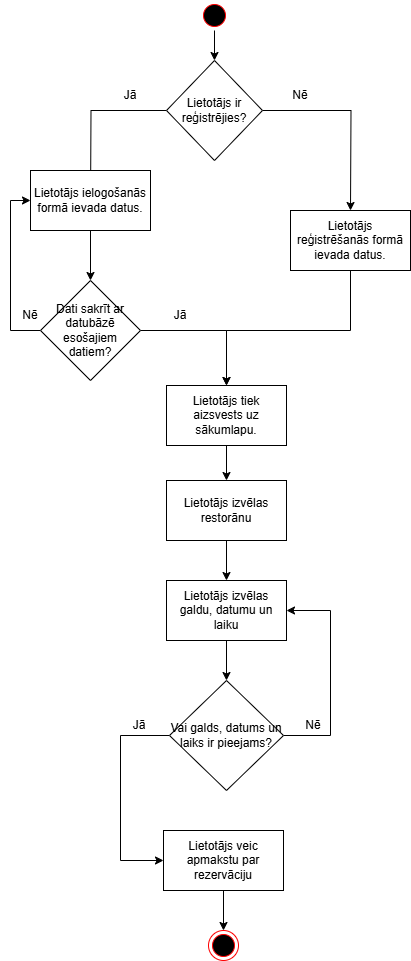 Jā
Nē
Lietotājs ir
reģistrējies?
Lietotājs ielogošanās
formā ievada datus.
Lietotājs
reģistrēšanās formā
ievada datus.
Nē
Dati sakrīt ar
datubāzē
esošajiem
datiem?
Jā
Lietotājs tiek
aizsvests uz
sākumlapu.
Lietotājs izvēlas
restorānu
Lietotājs izvēlas
galdu, datumu un
laiku
Jā
Vai galds, datums un
laiks ir pieejams?
Nē
Lietotājs veic
apmakstu par
rezervāciju